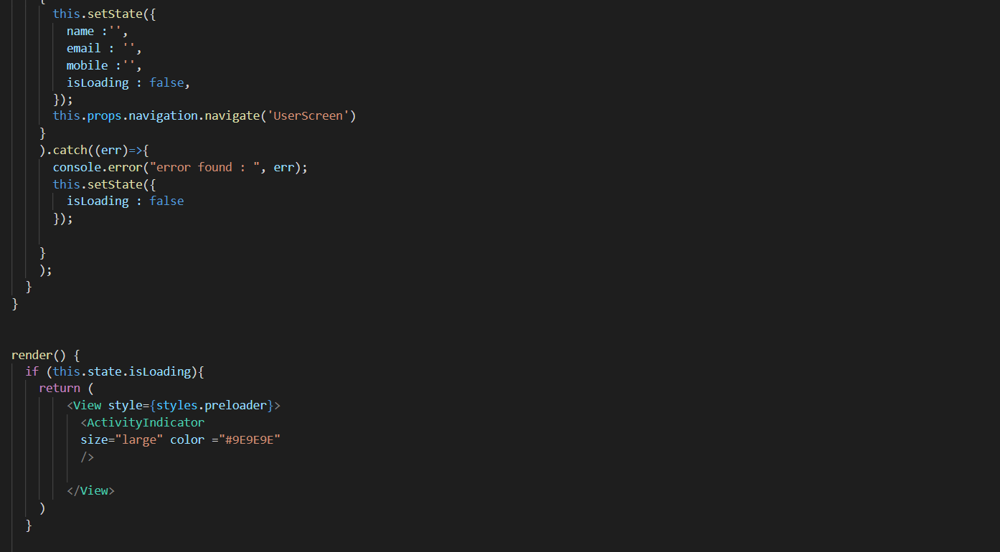 {
this.setState({
name :'',
email : '',
mobile :'',
isLoading : false,
});
this.props.navigation.navigate('UserScreen')
}
).catch((err)=>{
console.error("error found : ", err);
this.setState({
isLoading : false
});
}
);
}
}
render() {
if (this.state.isLoading){
return (
<View style={styles.preloader}>
<ActivityIndicator
size="large" color ="#9E9E9E"
/>
</View>
)
}